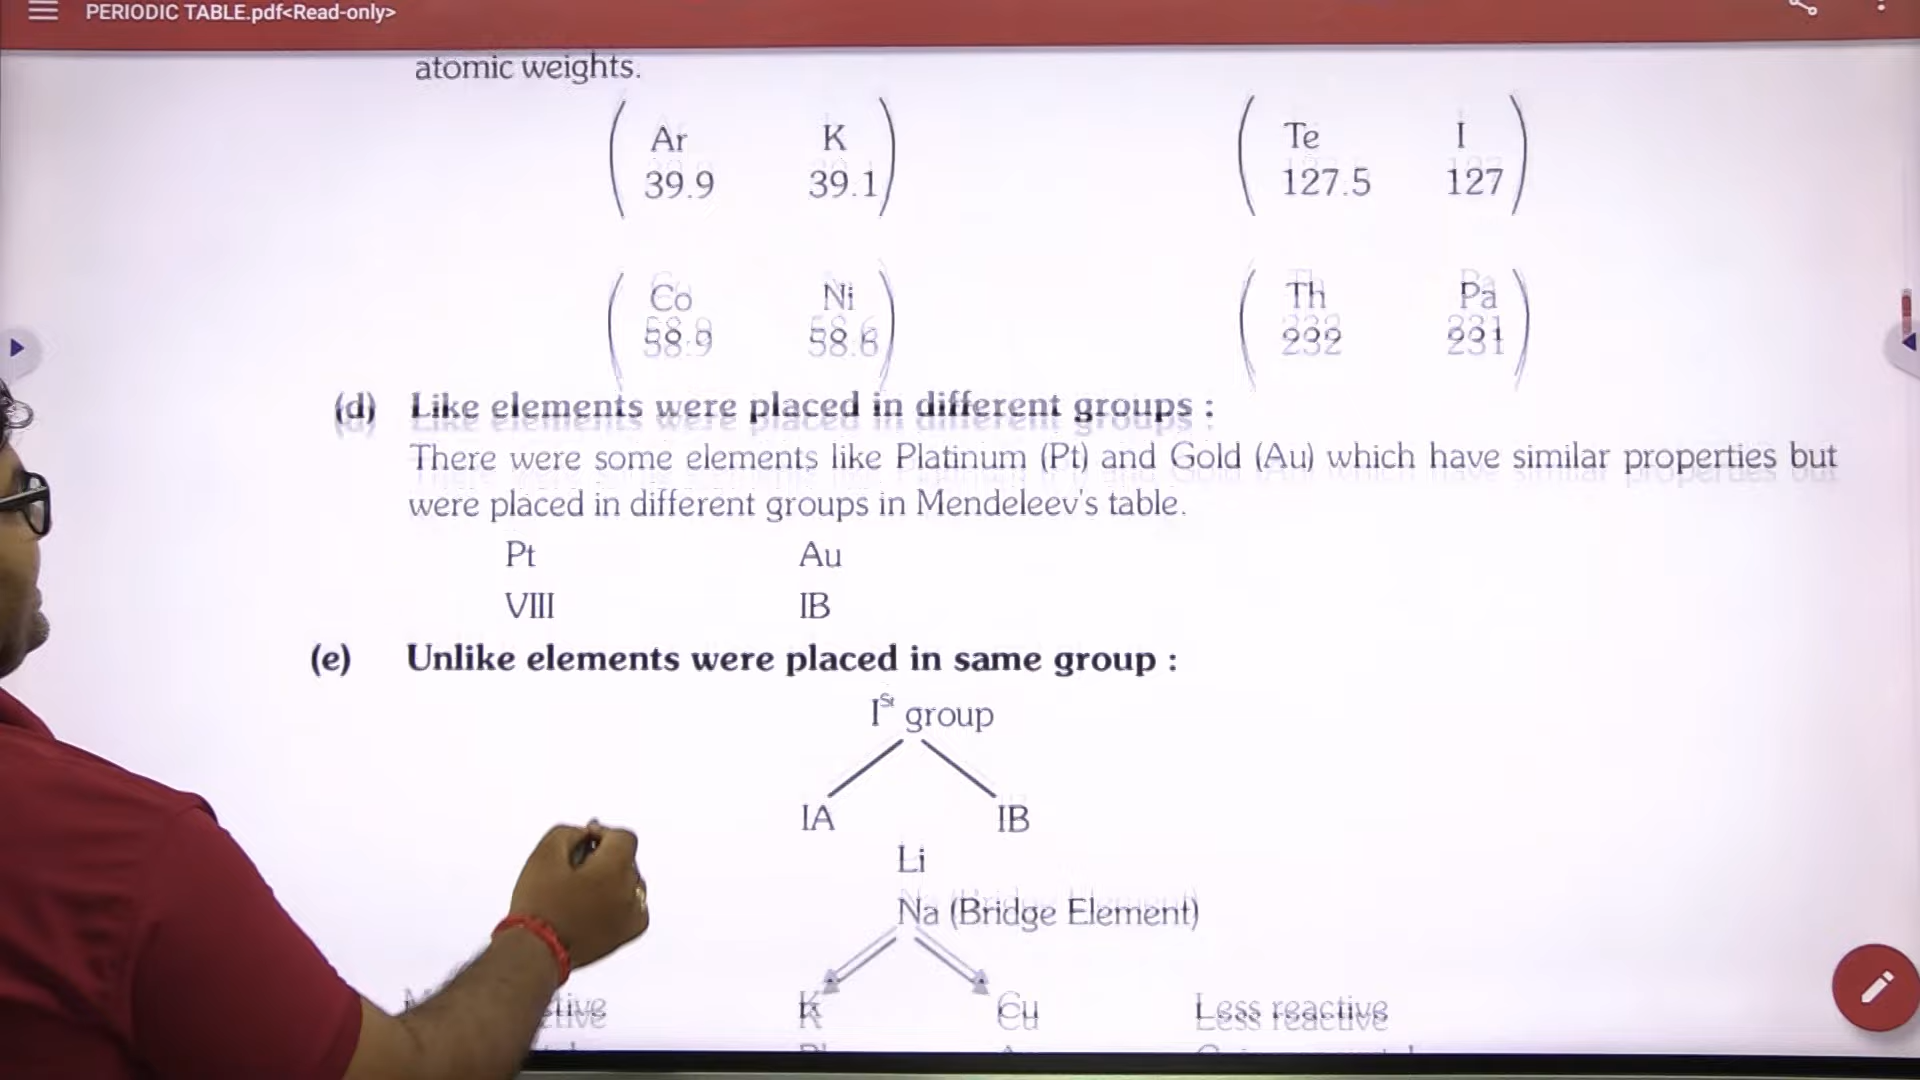 PERIODIC TABLE.pdf<Read-only>
atomic weights.
Ar K
39.9 39.1
Te I
127.5 127
Co Ni
58.9 58.6
Th Pa
232 231
(d) Like elements were placed in different groups :
There were some elements like Platinum (Pt) and Gold (Au) which have similar properties but
were placed in different groups in Mendeleev's table.
Pt Au
VIII IB
(e) Unlike elements were placed in same group :
Ist group
IA IB
Li
Na (Bridge Element)
K Cu Less reactive